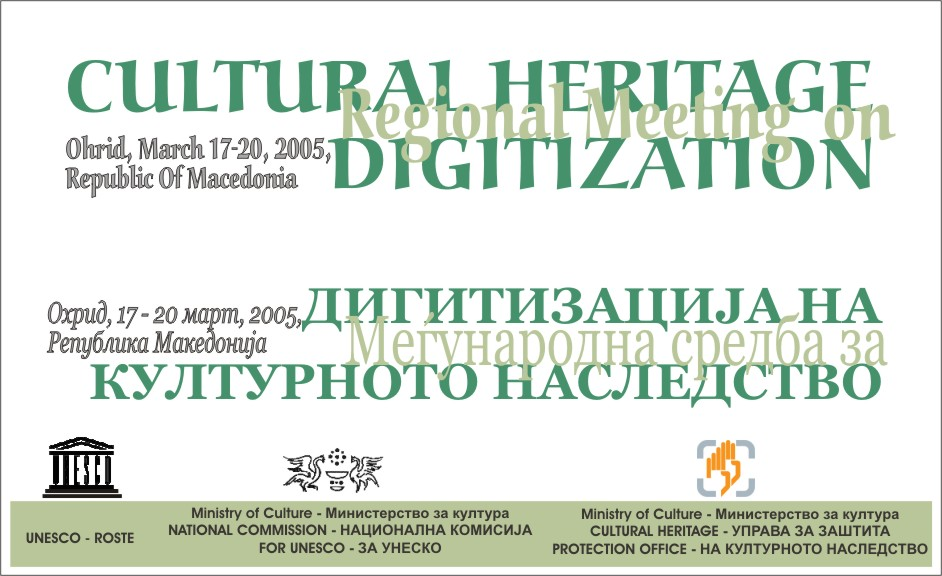 CULTURAL HERITAGE
Regional Meeting on
Ohrid, March 17-20, 2005,
Republic Of Macedonia
DIGITIZATION
Охрид, 17 - 20 март, 2005,
Република Македонија
ДИГИТИЗАЦИЈА НА
Меѓународна средба за
КУЛТУРНОТО НАСЛЕДСТВО
UNESCO
UNESCO - ROSTE
Ministry of Culture - Министерство за култура
NATIONAL COMMISSION - НАЦИОНАЛНА КОМИСИЈА
FOR UNESCO - ЗА УНЕСКО
Ministry of Culture - Министерство за култура
CULTURAL HERITAGE - УПРАВА ЗА ЗАШТИТА
PROTECTION OFFICE - НА КУЛТУРНОТО НАСЛЕДСТВО